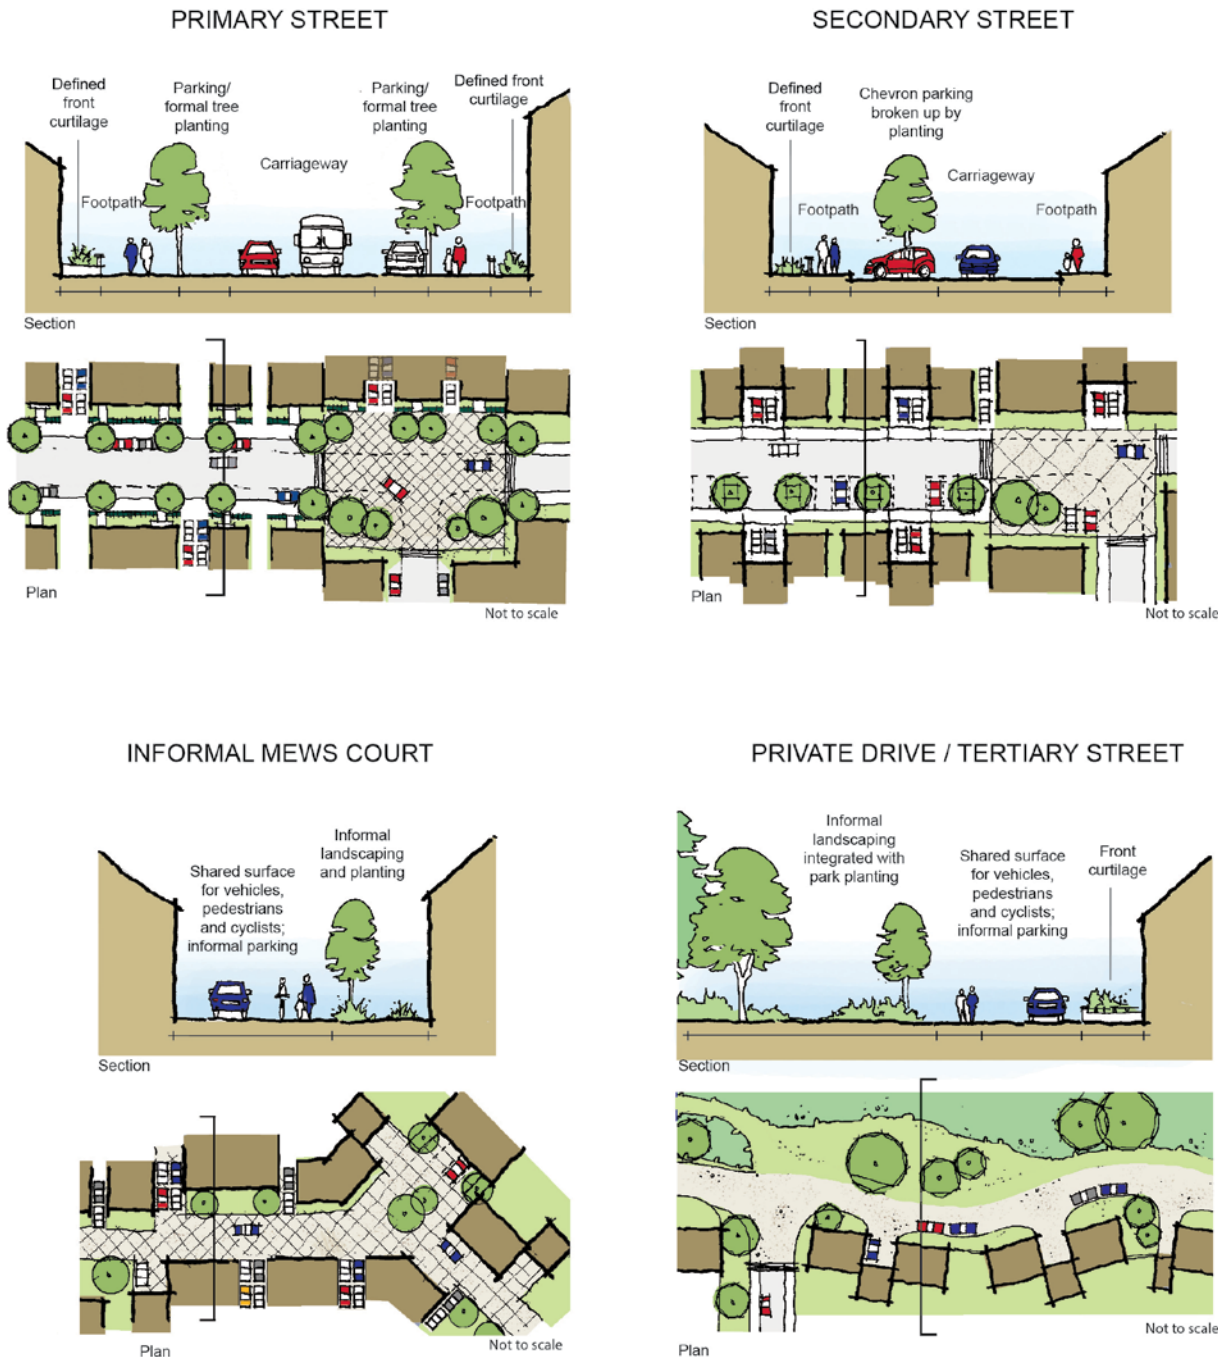 PRIMARY STREET
Defined
front
curtilage
Parking/
formal tree
planting
Parking/
formal tree
planting
Defined front
curtilage
Carriageway
Footpath
Footpath
Section
Plan
Not to scale
SECONDARY STREET
Defined
front
curtilage
Chevron parking
broken up by
planting
Carriageway
Footpath
Footpath
Section
Plan
Not to scale
INFORMAL MEWS COURT
Shared surface
for vehicles,
pedestrians
and cyclists;
informal parking
Informal
landscaping
and planting
Section
Plan
Not to scale
PRIVATE DRIVE / TERTIARY STREET
Informal
landscaping
integrated with
park planting
Shared surface
for vehicles,
pedestrians
and cyclists;
informal parking
Front
curtilage
Section
Plan
Not to scale